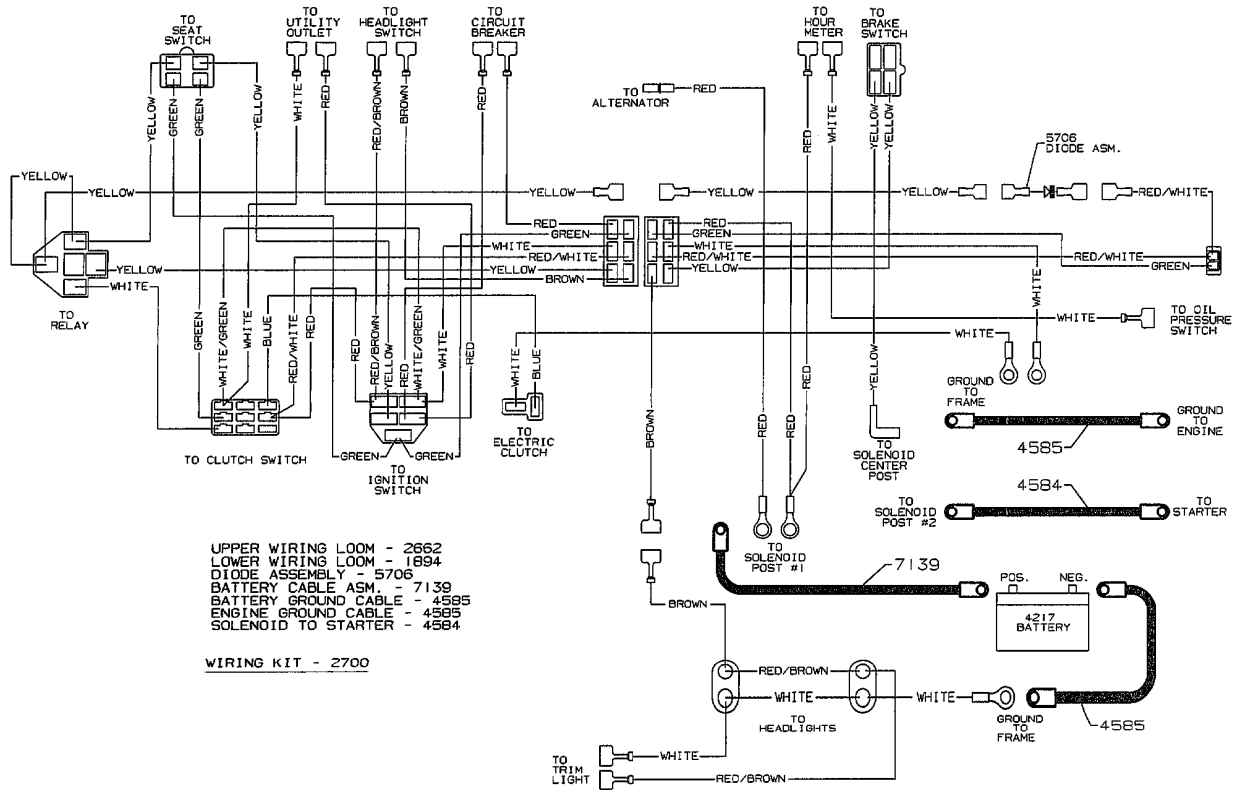 TO
SEAT
SWITCH
TO
UTILITY
OUTLET
TO
HEADLIGHT
SWITCH
TO
CIRCUIT
BREAKER
TO
HOUR
METER
TO
BRAKE
SWITCH
TO
ALTERNATOR
RED
YELLOW
GREEN
GREEN
YELLOW
WHITE
RED
RED/BROWN
BROWN
RED
RED
WHITE
YELLOW
YELLOW
5706
DIODE ASM.
YELLOW
YELLOW
YELLOW
YELLOW
YELLOW
RED/WHITE
RED
GREEN
WHITE
RED/WHITE
YELLOW
BROWN
RED
GREEN
WHITE
RED/WHITE
YELLOW
RED/WHITE
GREEN
YELLOW
WHITE
TO
RELAY
GREEN
WHITE/GREEN
WHITE
BLUE
RED/WHITE
RED
RED
RED/BROWN
YELLOW
RED
WHITE/GREEN
WHITE
RED
WHITE
BLUE
WHITE
WHITE
WHITE
TO OIL
PRESSURE
SWITCH
GROUND
TO
FRAME
YELLOW
RED
BROWN
RED
RED
TO CLUTCH SWITCH
GREEN
GREEN
TO
IGNITION
SWITCH
TO
ELECTRIC
CLUTCH
TO
SOLENOID
CENTER
POST
GROUND
TO
ENGINE
4585
4584
TO
SOLENOID
POST #2
TO
STARTER
TO
SOLENOID
POST #1
7139
POS.
NEG.
4217
BATTERY
UPPER WIRING LOOM - 2662
LOWER WIRING LOOM - 1894
DIODE ASSEMBLY - 5706
BATTERY CABLE ASM. - 7139
BATTERY GROUND CABLE - 4585
ENGINE GROUND CABLE - 4585
SOLENOID TO STARTER - 4584
WIRING KIT - 2700
BROWN
RED/BROWN
WHITE
WHITE
TO
HEADLIGHTS
GROUND
TO
FRAME
4585
TO
TRIM
LIGHT
WHITE
RED/BROWN